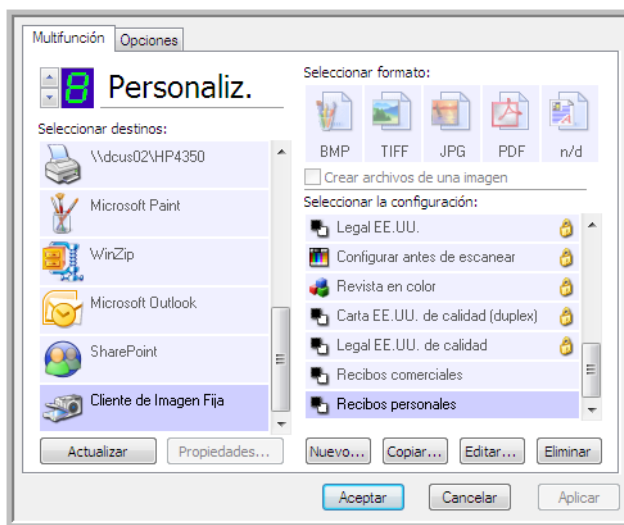 Multifunción
Opciones
8
Personaliz.
Seleccionar destinos:
\\dcus02\HP4350
Microsoft Paint
WinZip
Microsoft Outlook
SharePoint
Cliente de Imagen Fija
Actualizar
Propiedades...
Seleccionar formato:
BMP
TIFF
JPG
PDF
n/d
Crear archivos de una imagen
Seleccionar la configuración:
Legal EE.UU.
Configurar antes de escanear
Revista en color
Carta EE.UU. de calidad (duplex)
Legal EE.UU. de calidad
Recibos comerciales
Recibos personales
Nuevo...
Copiar...
Editar...
Eliminar
Aceptar
Cancelar
Aplicar